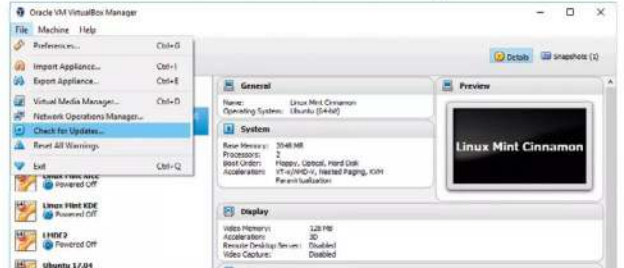 Oracle VM VirtualBox Manager
File Machine Help
Preferences... Ctrl+G
Import Appliance... Ctrl+I
Export Appliance... Ctrl+E
Virtual Media Manager... Ctrl+D
Network Operations Manager...
Check for Updates...
Reset All Warnings
Exit Ctrl+Q
Powered Off
Linux Mint KDE
Powered Off
LMDE2
Powered Off
Ubuntu 17.04
Details Snapshots (1)
General
Name: Linux Mint Cinnamon
Operating System: Ubuntu (64-bit)
System
Base Memory: 2048 MB
Processors: 2
Boot Order: Floppy, Optical, Hard Disk
Acceleration: VT-x/AMD-V, Nested Paging, KVM
Paravirtualization
Display
Video Memory: 128 MB
Acceleration: 3D
Remote Desktop Server: Disabled
Video Capture: Disabled
Preview
Linux Mint Cinnamon